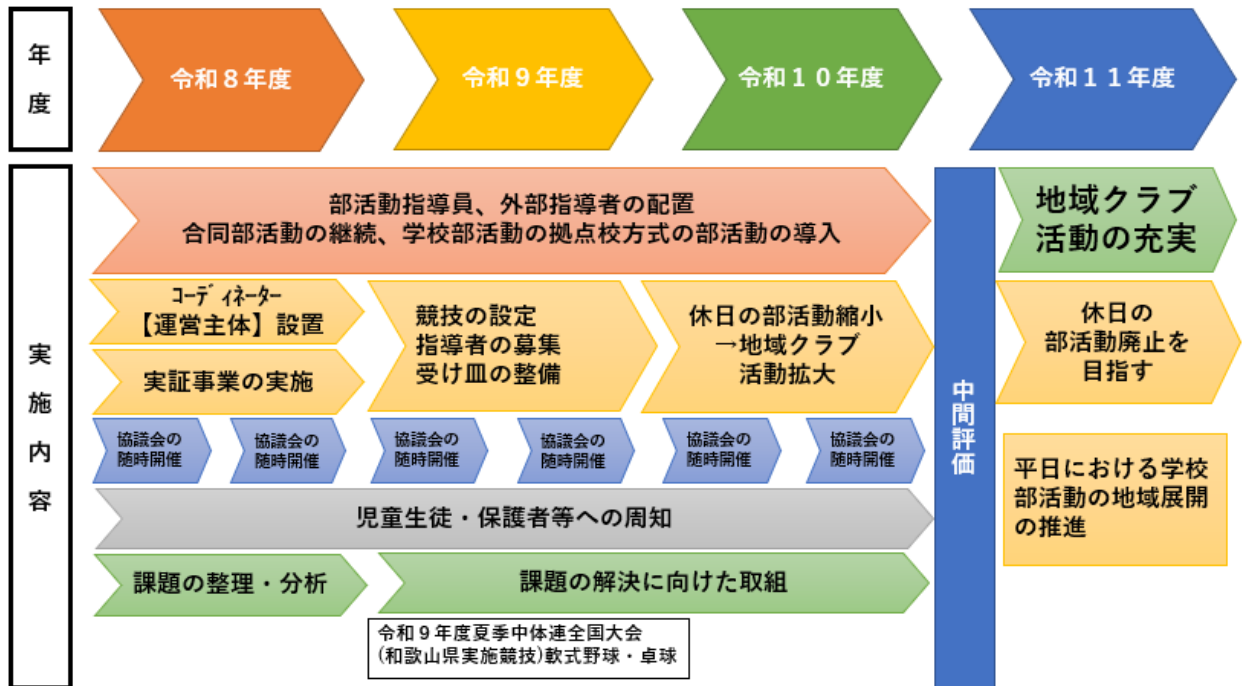 年度
令和８年度
令和９年度
令和１０年度
令和１１年度
実施内容
部活動指導員、外部指導者の配置
合同部活動の継続、学校部活動の拠点校方式の部活動の導入
ｺｰﾃﾞｨﾈｰﾀｰ
【運営主体】設置
実証事業の実施
競技の設定
指導者の募集
受け皿の整備
休日の部活動縮小
→地域クラブ
活動拡大
協議会の
随時開催
協議会の
随時開催
協議会の
随時開催
協議会の
随時開催
協議会の
随時開催
協議会の
随時開催
児童生徒・保護者等への周知
課題の整理・分析
課題の解決に向けた取組
令和９年度夏季中体連全国大会
(和歌山県実施競技)軟式野球・卓球
中間評価
地域クラブ
活動の充実
休日の
部活動廃止を
目指す
平日における学校
部活動の地域展開
の推進